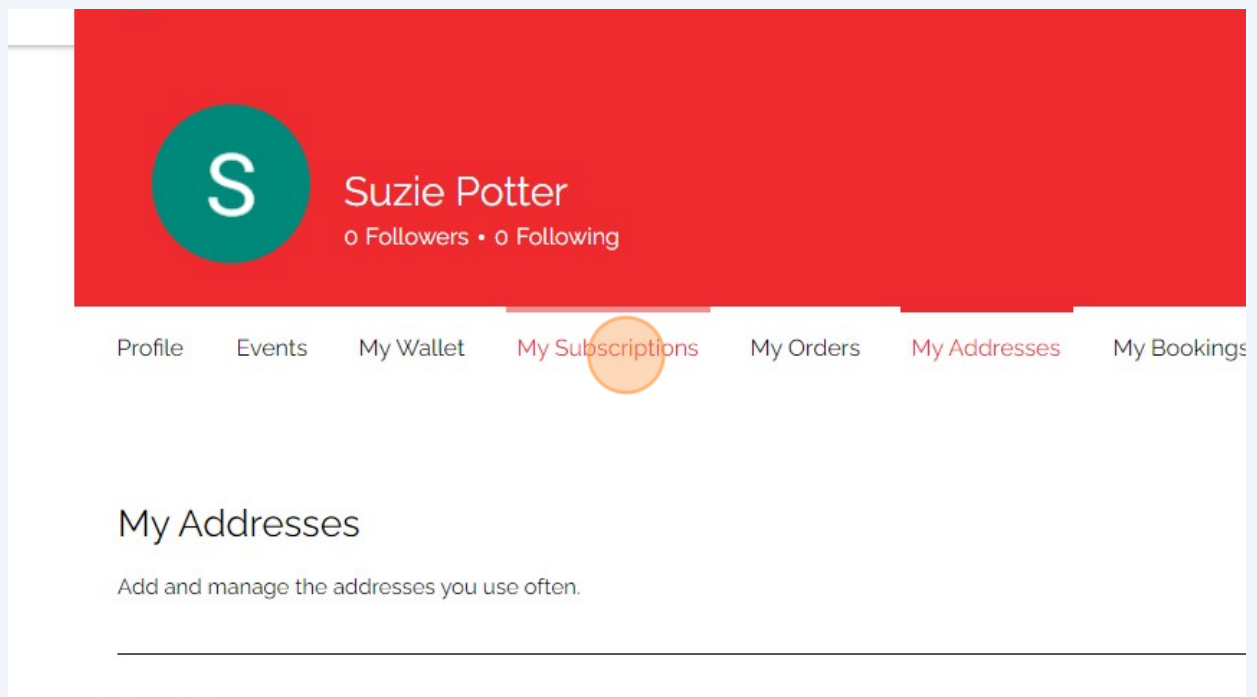 S
Suzie Potter
0 Followers • 0 Following
Profile Events My Wallet My Subscriptions My Orders My Addresses My Bookings
My Addresses
Add and manage the addresses you use often.